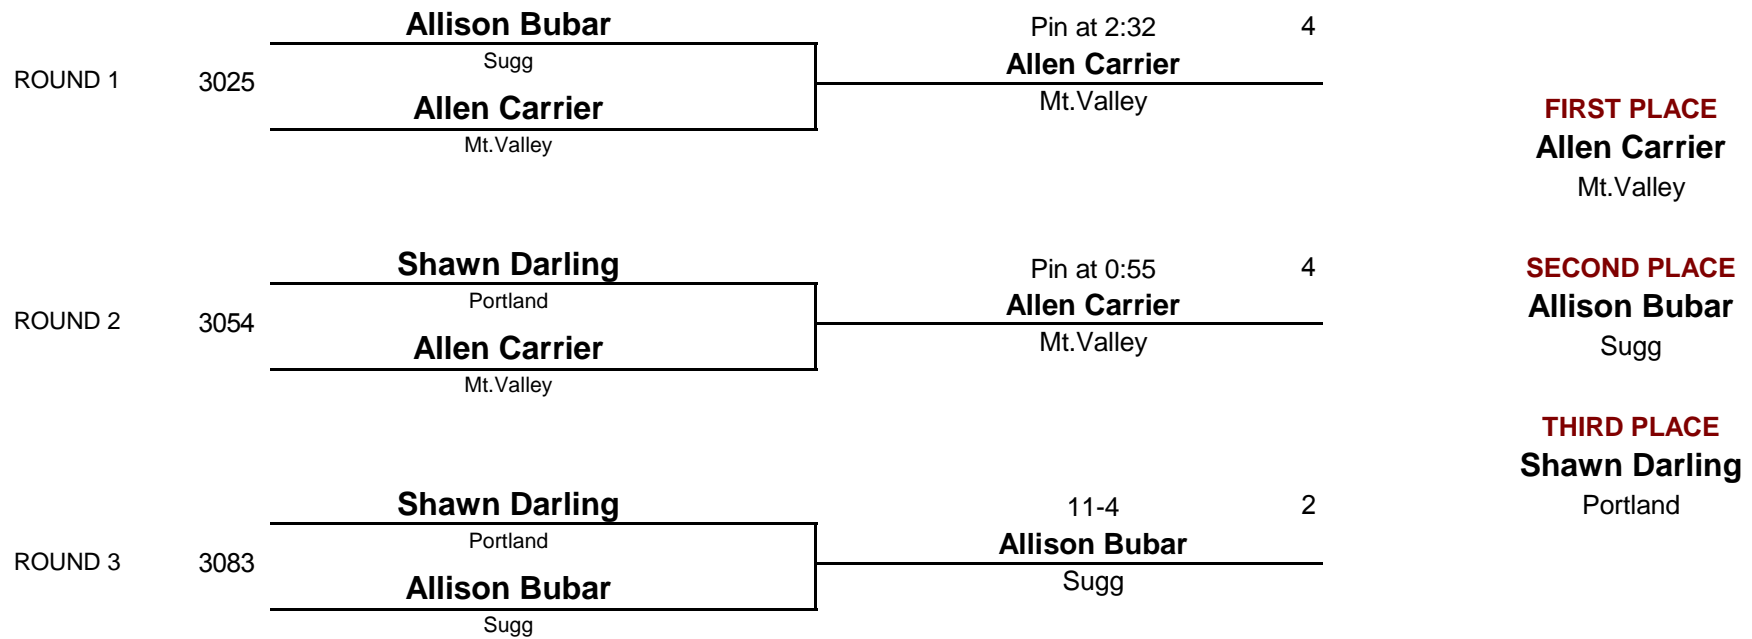 Allison Bubar
Sugg
ROUND 1 3025
Allen Carrier
Mt.Valley
Pin at 2:32 4
Allen Carrier
Mt.Valley
Shawn Darling
Portland
ROUND 2 3054
Allen Carrier
Mt.Valley
Pin at 0:55 4
Allen Carrier
Mt.Valley
Shawn Darling
Portland
ROUND 3 3083
Allison Bubar
Sugg
11-4 2
Allison Bubar
Sugg
FIRST PLACE
Allen Carrier
Mt.Valley
SECOND PLACE
Allison Bubar
Sugg
THIRD PLACE
Shawn Darling
Portland